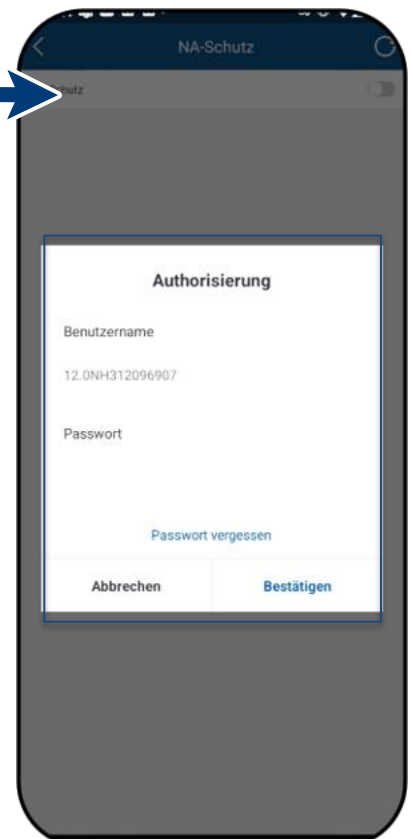 NA-Schutz
Authorisierung
Benutzername
12.0NH312096907
Passwort
Passwort vergessen
Abbrechen Bestätigen